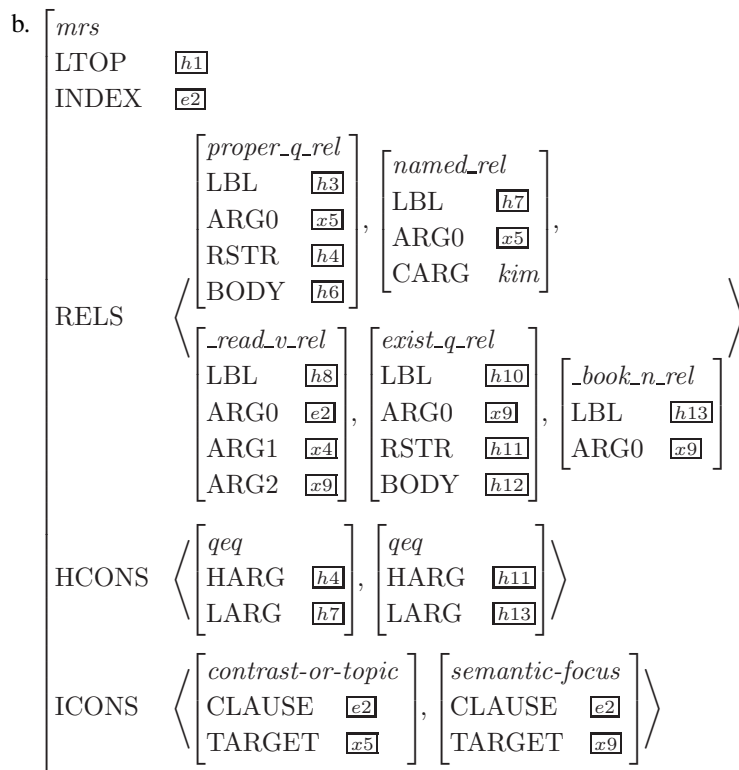 b. mrs
LTOP h1
INDEX e2
proper_q_rel
LBL h3
ARG0 x5
RSTR h4
BODY h6
,
named_rel
LBL h7
ARG0 x5
CARG kim
,
RELS
_read_v_rel
LBL h8
ARG0 e2
ARG1 x4
ARG2 x9
,
exist_q_rel
LBL h10
ARG0 x9
RSTR h11
BODY h12
,
_book_n_rel
LBL h13
ARG0 x9
HCONS
qeq
HARG h4
LARG h7
,
qeq
HARG h11
LARG h13
ICONS
contrast-or-topic
CLAUSE e2
TARGET x5
,
semantic-focus
CLAUSE e2
TARGET x9